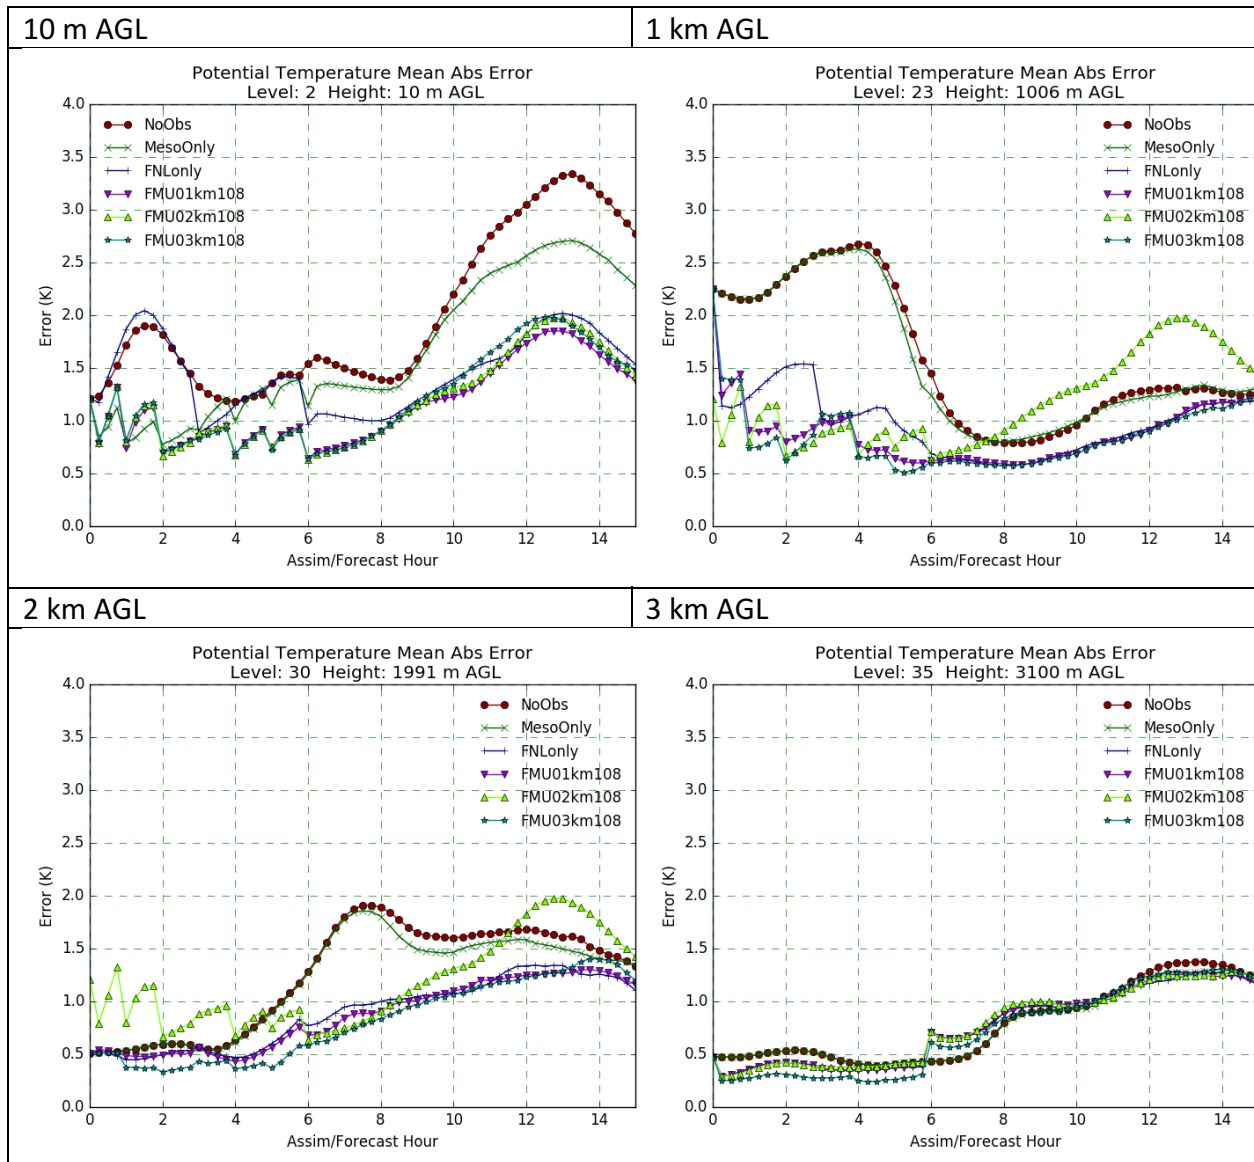 10 m AGL
1 km AGL
Potential Temperature Mean Abs Error
Level: 2 Height: 10 m AGL
4.0
3.5
3.0
2.5
2.0
1.5
1.0
0.5
0.0
Error (K)
NoObs
MesoOnly
FNLonly
FMU01km108
FMU02km108
FMU03km108
0 2 4 6 8 10 12 14
Assim/Forecast Hour
Potential Temperature Mean Abs Error
Level: 23 Height: 1006 m AGL
4.0
3.5
3.0
2.5
2.0
1.5
1.0
0.5
0.0
Error (K)
NoObs
MesoOnly
FNLonly
FMU01km108
FMU02km108
FMU03km108
0 2 4 6 8 10 12 14
Assim/Forecast Hour
2 km AGL
3 km AGL
Potential Temperature Mean Abs Error
Level: 30 Height: 1991 m AGL
4.0
3.5
3.0
2.5
2.0
1.5
1.0
0.5
0.0
Error (K)
NoObs
MesoOnly
FNLonly
FMU01km108
FMU02km108
FMU03km108
0 2 4 6 8 10 12 14
Assim/Forecast Hour
Potential Temperature Mean Abs Error
Level: 35 Height: 3100 m AGL
4.0
3.5
3.0
2.5
2.0
1.5
1.0
0.5
0.0
Error (K)
NoObs
MesoOnly
FNLonly
FMU01km108
FMU02km108
FMU03km108
0 2 4 6 8 10 12 14
Assim/Forecast Hour